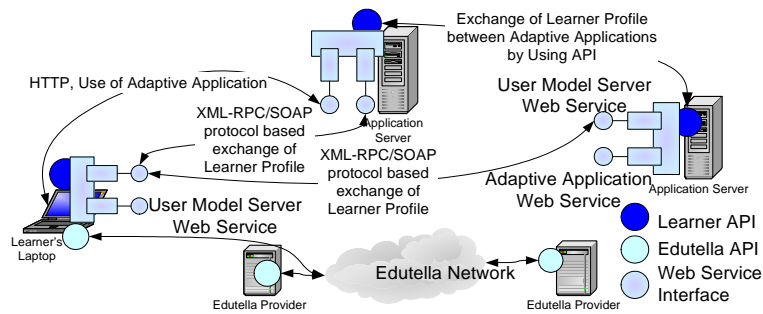 Exchange of Learner Profile
between Adaptive Applications
by Using API
HTTP, Use of Adaptive Application
User Model Server
Web Service
XML-RPC/SOAP
protocol based
exchange of
Learner Profile
Application
Server
XML-RPC/SOAP
protocol based
exchange of
Learner Profile
Adaptive Application
Web Service
Application Server
User Model Server
Web Service
Learner's
Laptop
Learner API
Edutella API
Web Service
Interface
Edutella Network
Edutella Provider
Edutella Provider